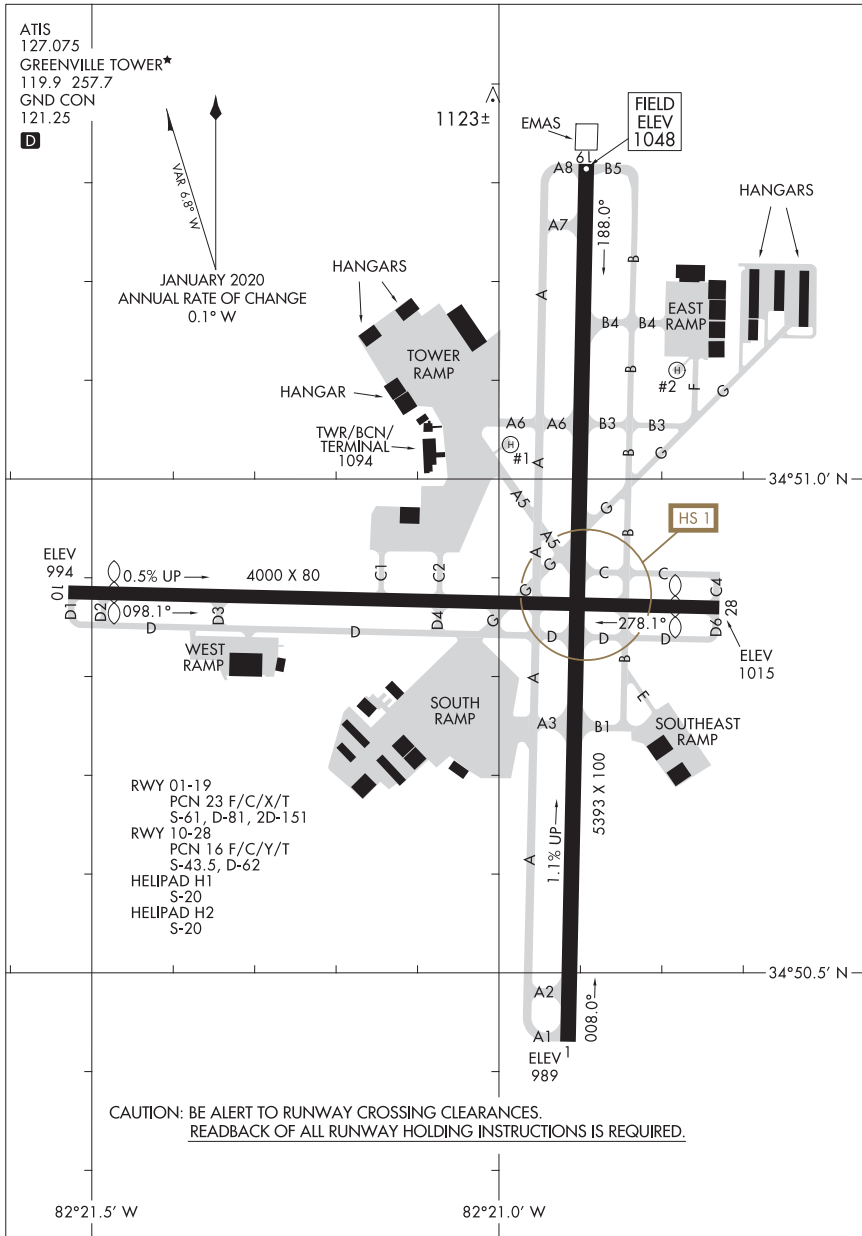 ATIS
127.075
GREENVILLE TOWER★
119.9 257.7
GND CON
121.25
D
VAR 6.8° W
JANUARY 2020
ANNUAL RATE OF CHANGE
0.1° W
1123±
EMAS
FIELD
ELEV
1048
19
A8
B5
HANGARS
A7
188.0°
B
A
HANGARS
EAST
RAMP
B4
B4
TOWER
RAMP
B
H
#2
F
G
HANGAR
A6
A6
B3
B3
TWR/BCN/
TERMINAL
1094
H
#1
A
B
G
34°51.0' N
A5
G
HS 1
A5
B
A
G
C
C
ELEV
994
0.5% UP
4000 X 80
C1
C2
G
C4
10
28
D1
D2
098.1°
D3
D4
G
278.1°
D6
D
D
D
D
D
A
ELEV
1015
WEST
RAMP
B
A
E
SOUTH
RAMP
A3
B1
SOUTHEAST
RAMP
RWY 01-19
PCN 23 F/C/X/T
S-61, D-81, 2D-151
RWY 10-28
PCN 16 F/C/Y/T
S-43.5, D-62
HELIPAD H1
S-20
HELIPAD H2
S-20
5393 X 100
1.1% UP
A
34°50.5' N
A2
008.0°
A1
1
ELEV
989
CAUTION: BE ALERT TO RUNWAY CROSSING CLEARANCES.
READBACK OF ALL RUNWAY HOLDING INSTRUCTIONS IS REQUIRED.
82°21.5' W
82°21.0' W